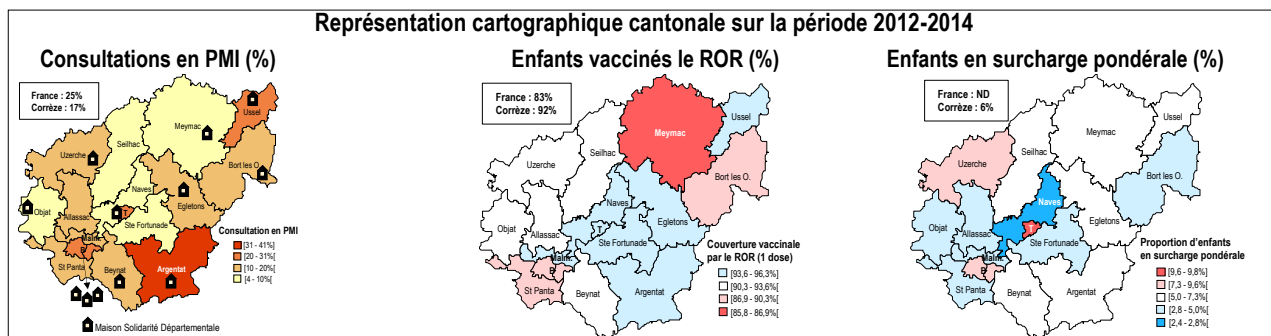 Représentation cartographique cantonale sur la période 2012-2014
Consultations en PMI (%)
France : 25%
Corrèze : 17%
Ussel
Meymac
Seilhac
Uzerche
Bort les O.
Naves
Egletons
Objat
Allassac
T
Ste Fortunade
Malm.
B
St Panta
Beynat
Argentat
Consultation en PMI
[31 - 41%]
[20 - 31%[
[10 - 20%[
[4 - 10%[
Maison Solidarité Départementale
Enfants vaccinés le ROR (%)
France : 83%
Corrèze : 92%
Ussel
Meymac
Seilhac
Uzerche
Bort les O.
Naves
Egletons
Objat
Allassac
T
Ste Fortunade
Malm.
B
St Panta
Beynat
Argentat
Couverture vaccinale
par le ROR (1 dose)
[93,6 - 96,3%[
[90,3 - 93,6%[
[86,9 - 90,3%[
[85,8 - 86,9%[
Enfants en surcharge pondérale (%)
France : ND
Corrèze : 6%
Ussel
Meymac
Seilhac
Uzerche
Bort les O.
Naves
Egletons
Objat
Allassac
T
Ste Fortunade
Malm.
B
St Panta
Beynat
Argentat
Proportion d'enfants
en surcharge pondérale
[9,6 - 9,8%[
[7,3 - 9,6%[
[5,0 - 7,3%[
[2,8 - 5,0%[
[2,4 - 2,8%[